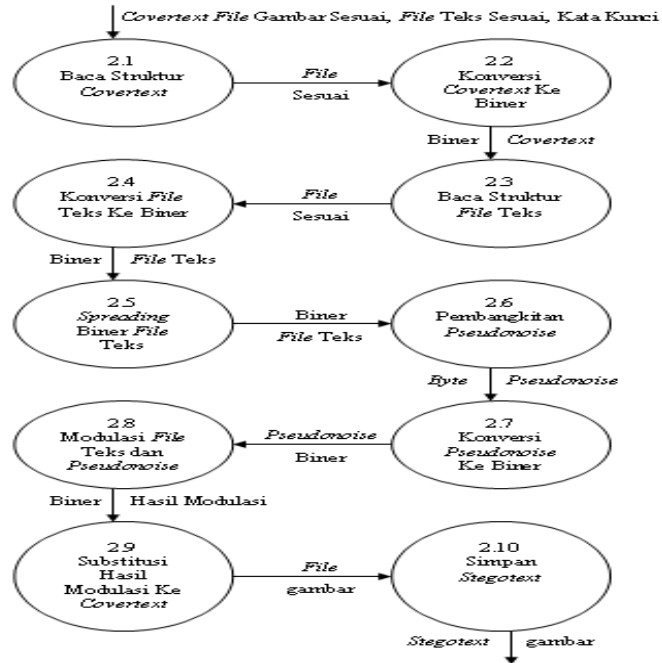 Covertext File Gambar Sesuai, File Teks Sesuai, Kata Kunci
2.1
Baca Struktur
Covertext
File
Sesuai
2.2
Konversi
Covertext Ke
Biner
Biner Covertext
2.3
Baca Struktur
File Teks
File
Sesuai
2.4
Konversi File
Teks Ke Biner
Biner File Teks
2.5
Spreading
Biner File
Teks
Biner
File Teks
2.6
Pembangkitan
Pseudonoise
Byte Pseudonoise
2.7
Konversi
Pseudonoise
Ke Biner
Pseudonoise
Biner
2.8
Modulasi File
Teks dan
Pseudonoise
Biner Hasil Modulasi
2.9
Substitusi
Hasil
Modulasi Ke
Covertext
File
gambar
2.10
Simpan
Stegotext
Stegotext gambar